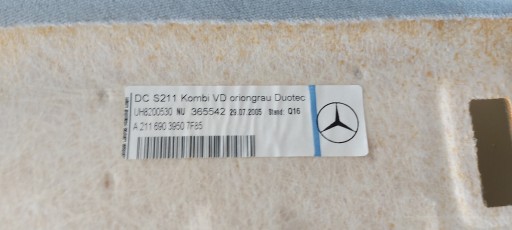 DC S211 Kombi VD oriongrau Duotec
UH8200530 NU 365542 29.07.2005 Stand: Q16
A 211 690 3950 7F85